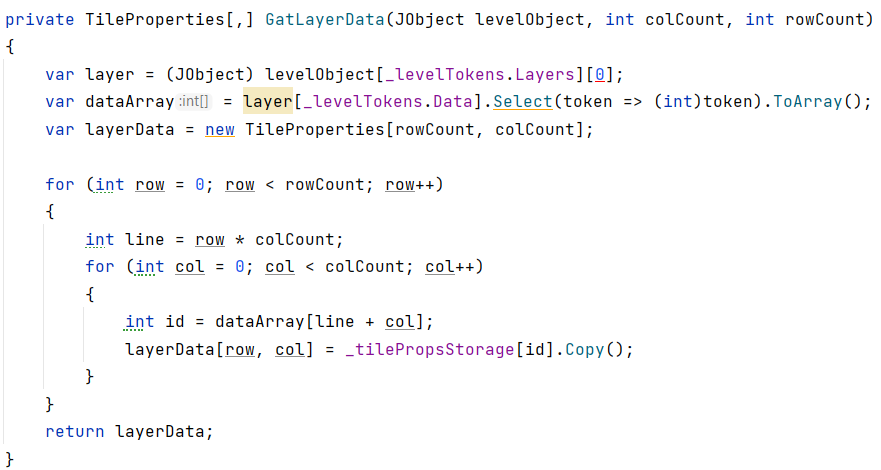 private TileProperties[,] GatLayerData(JObject levelObject, int colCount, int rowCount)
{
    var layer = (JObject) levelObject[_levelTokens.Layers][0];
    var dataArray :int[] = layer[_levelTokens.Data].Select(token => (int)token).ToArray();
    var layerData = new TileProperties[rowCount, colCount];

    for (int row = 0; row < rowCount; row++)
    {
        int line = row * colCount;
        for (int col = 0; col < colCount; col++)
        {
            int id = dataArray[line + col];
            layerData[row, col] = _tilePropsStorage[id].Copy();
        }
    }
    return layerData;
}